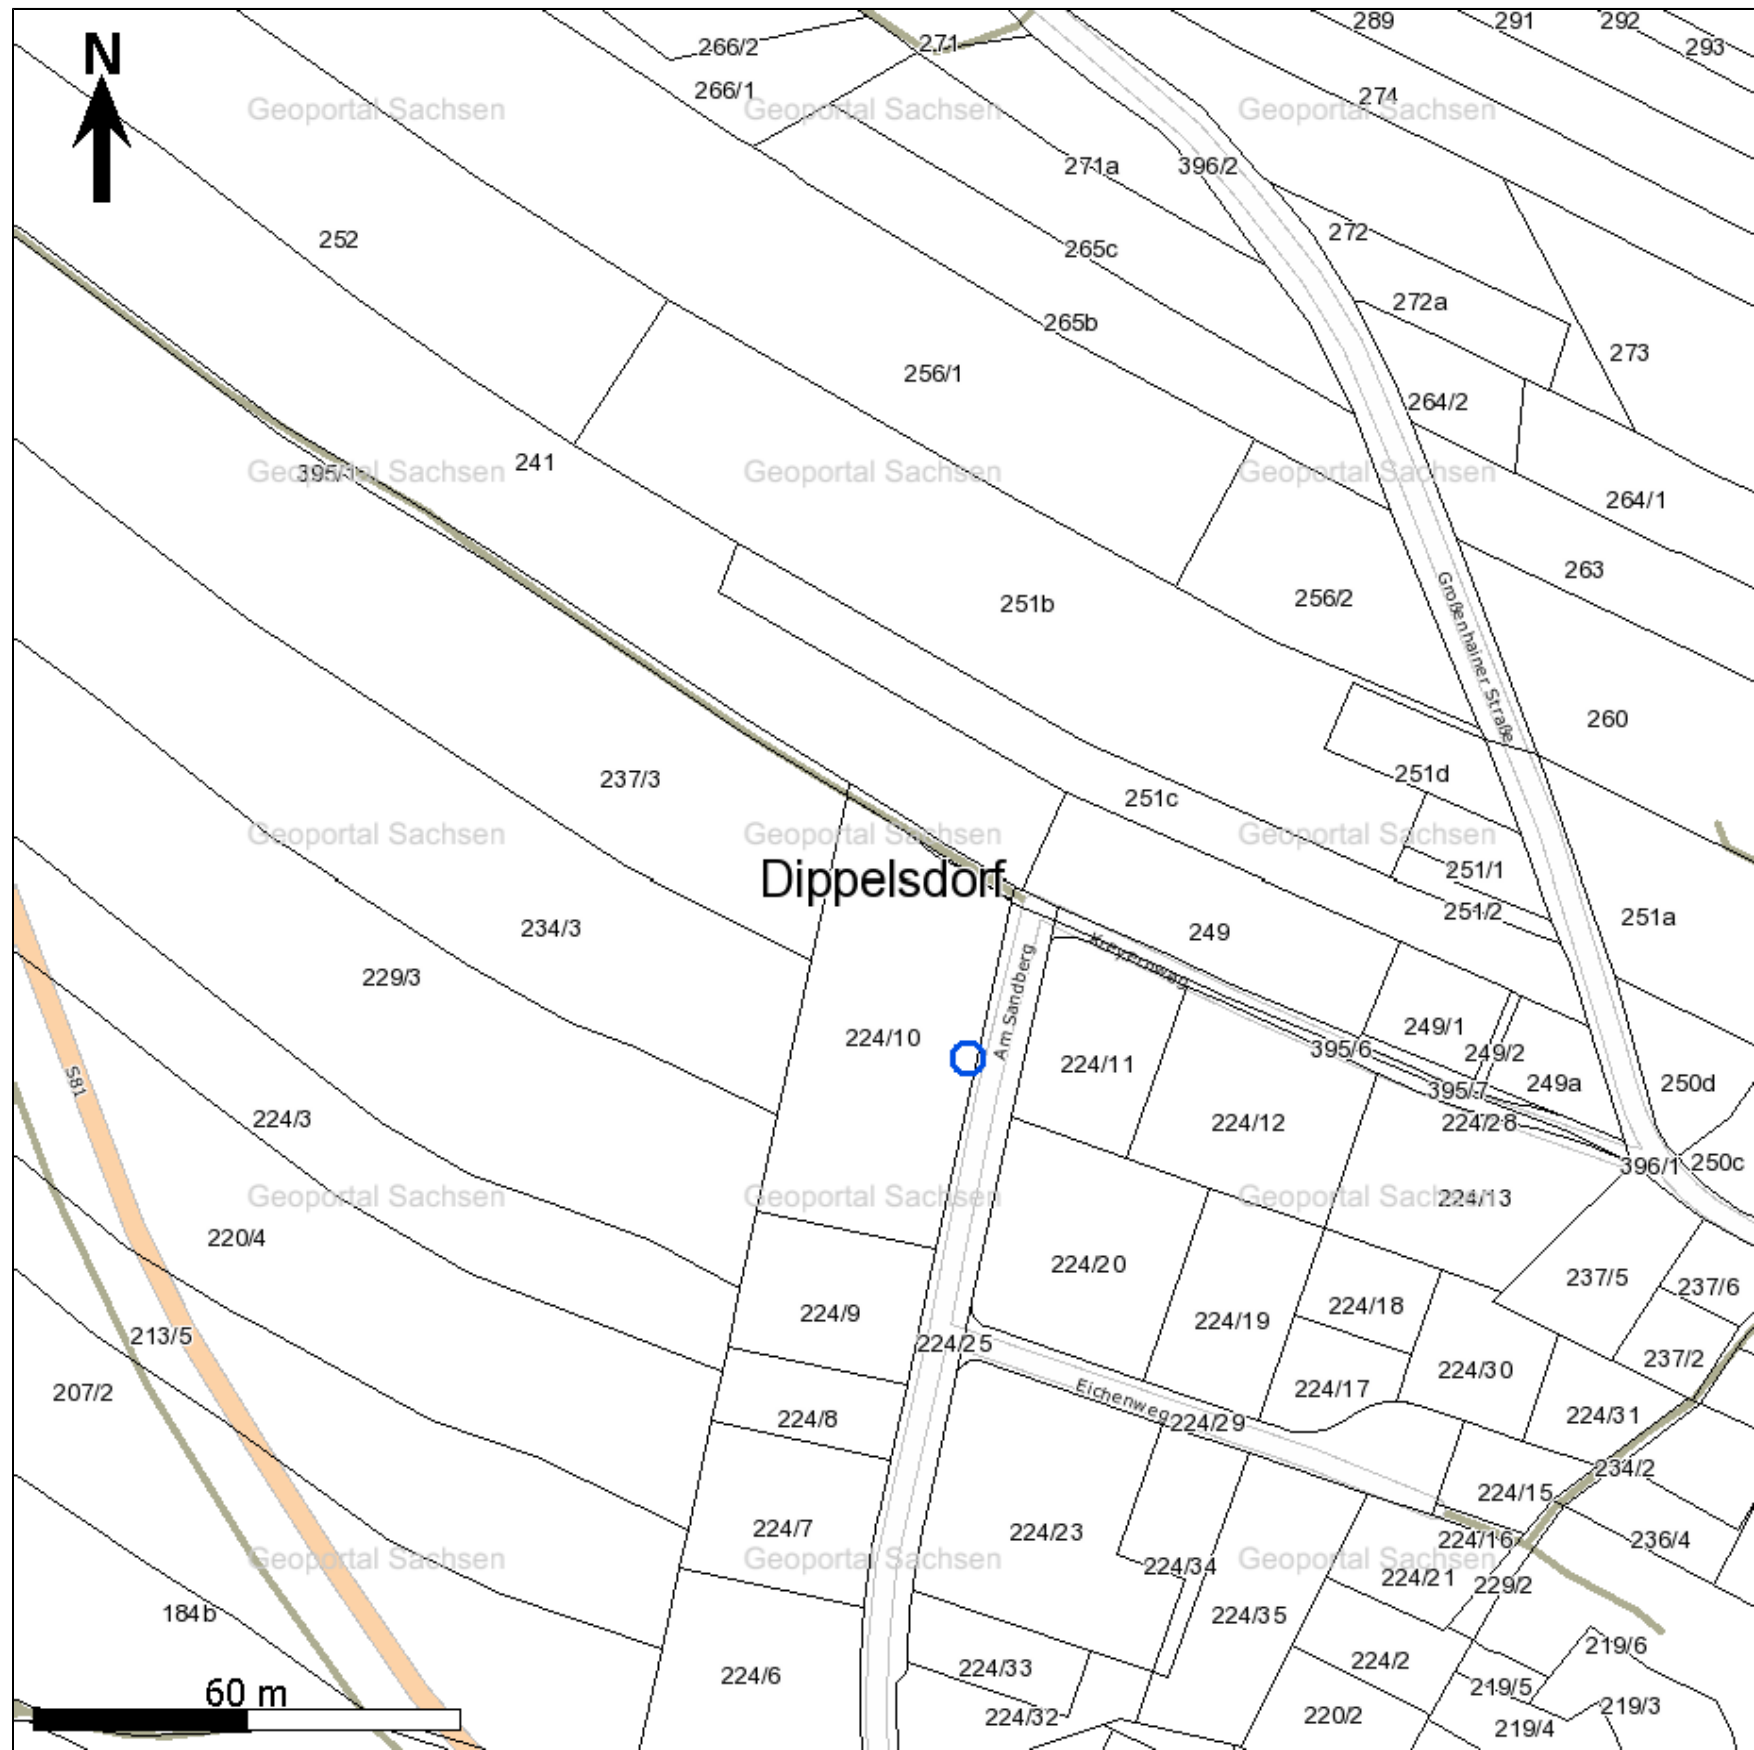 289
291
292
293
266/2
271
N
266/1
274
Geoportal Sachsen
Geoportal Sachsen
Geoportal Sachsen
271a
396/2
272
252
265c
272a
265b
273
256/1
264/2
241
395/1
Geoportal Sachsen
Geoportal Sachsen
Geoportal Sachsen
264/1
263
256/2
251b
Großenhainer Straße
260
251d
237/3
251c
Geoportal Sachsen
Geoportal Sachsen
Geoportal Sachsen
Dippelsdorf
251/1
251/2
251a
234/3
249
229/3
Kreyernweg
Am Sandberg
224/10
249/1
395/6
249/2
224/11
S81
249a
250d
395/7
224/3
224/12
224/28
396/1
250c
Geoportal Sachsen
Geoportal Sachsen
Geoportal Sachsen
224/13
220/4
224/20
237/5
237/6
224/9
224/18
224/19
213/5
224/25
237/2
224/30
207/2
224/17
Eichenweg
224/8
224/29
224/31
234/2
224/15
224/7
224/23
224/16
236/4
Geoportal Sachsen
Geoportal Sachsen
Geoportal Sachsen
224/34
224/21
229/2
184b
224/35
219/6
224/2
224/33
224/6
219/5
60 m
219/3
224/32
220/2
219/4